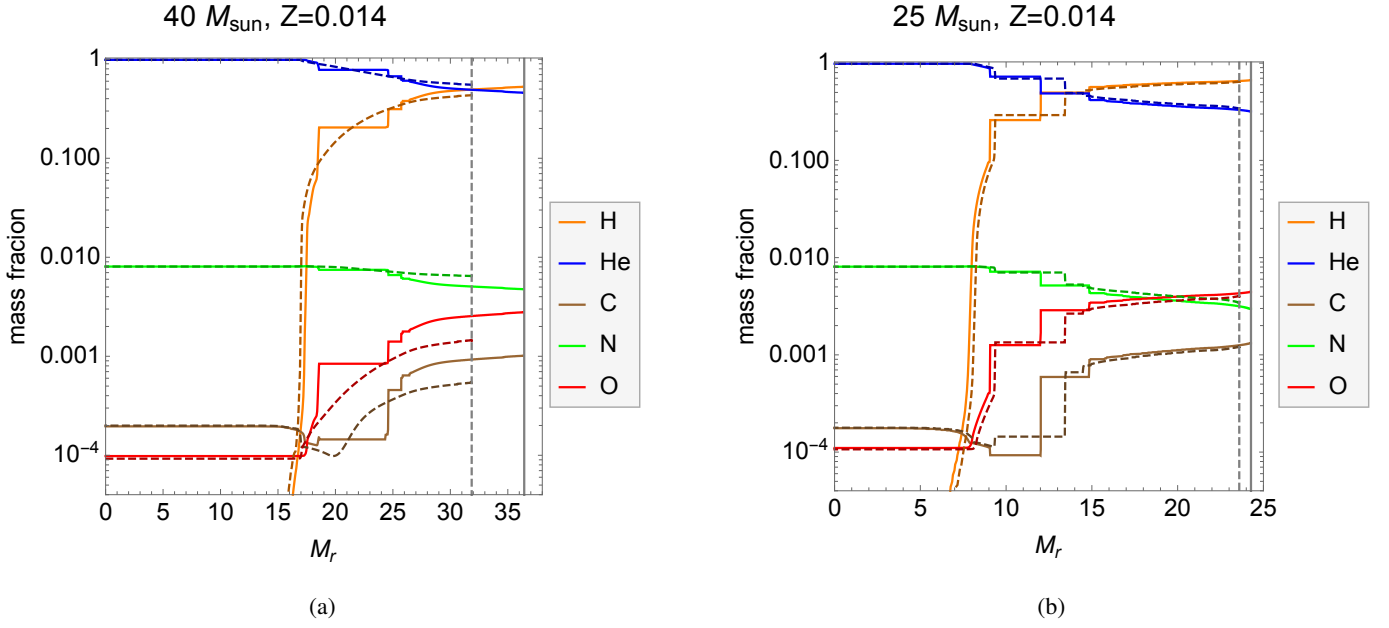 40 M_sun, Z=0.014
mass fracion
1
0.100
0.010
0.001
10^-4
0 5 10 15 20 25 30 35
M_r
H
He
C
N
O
(a)
25 M_sun, Z=0.014
mass fraction
1
0.100
0.010
0.001
10^-4
0 5 10 15 20 25
M_r
H
He
C
N
O
(b)